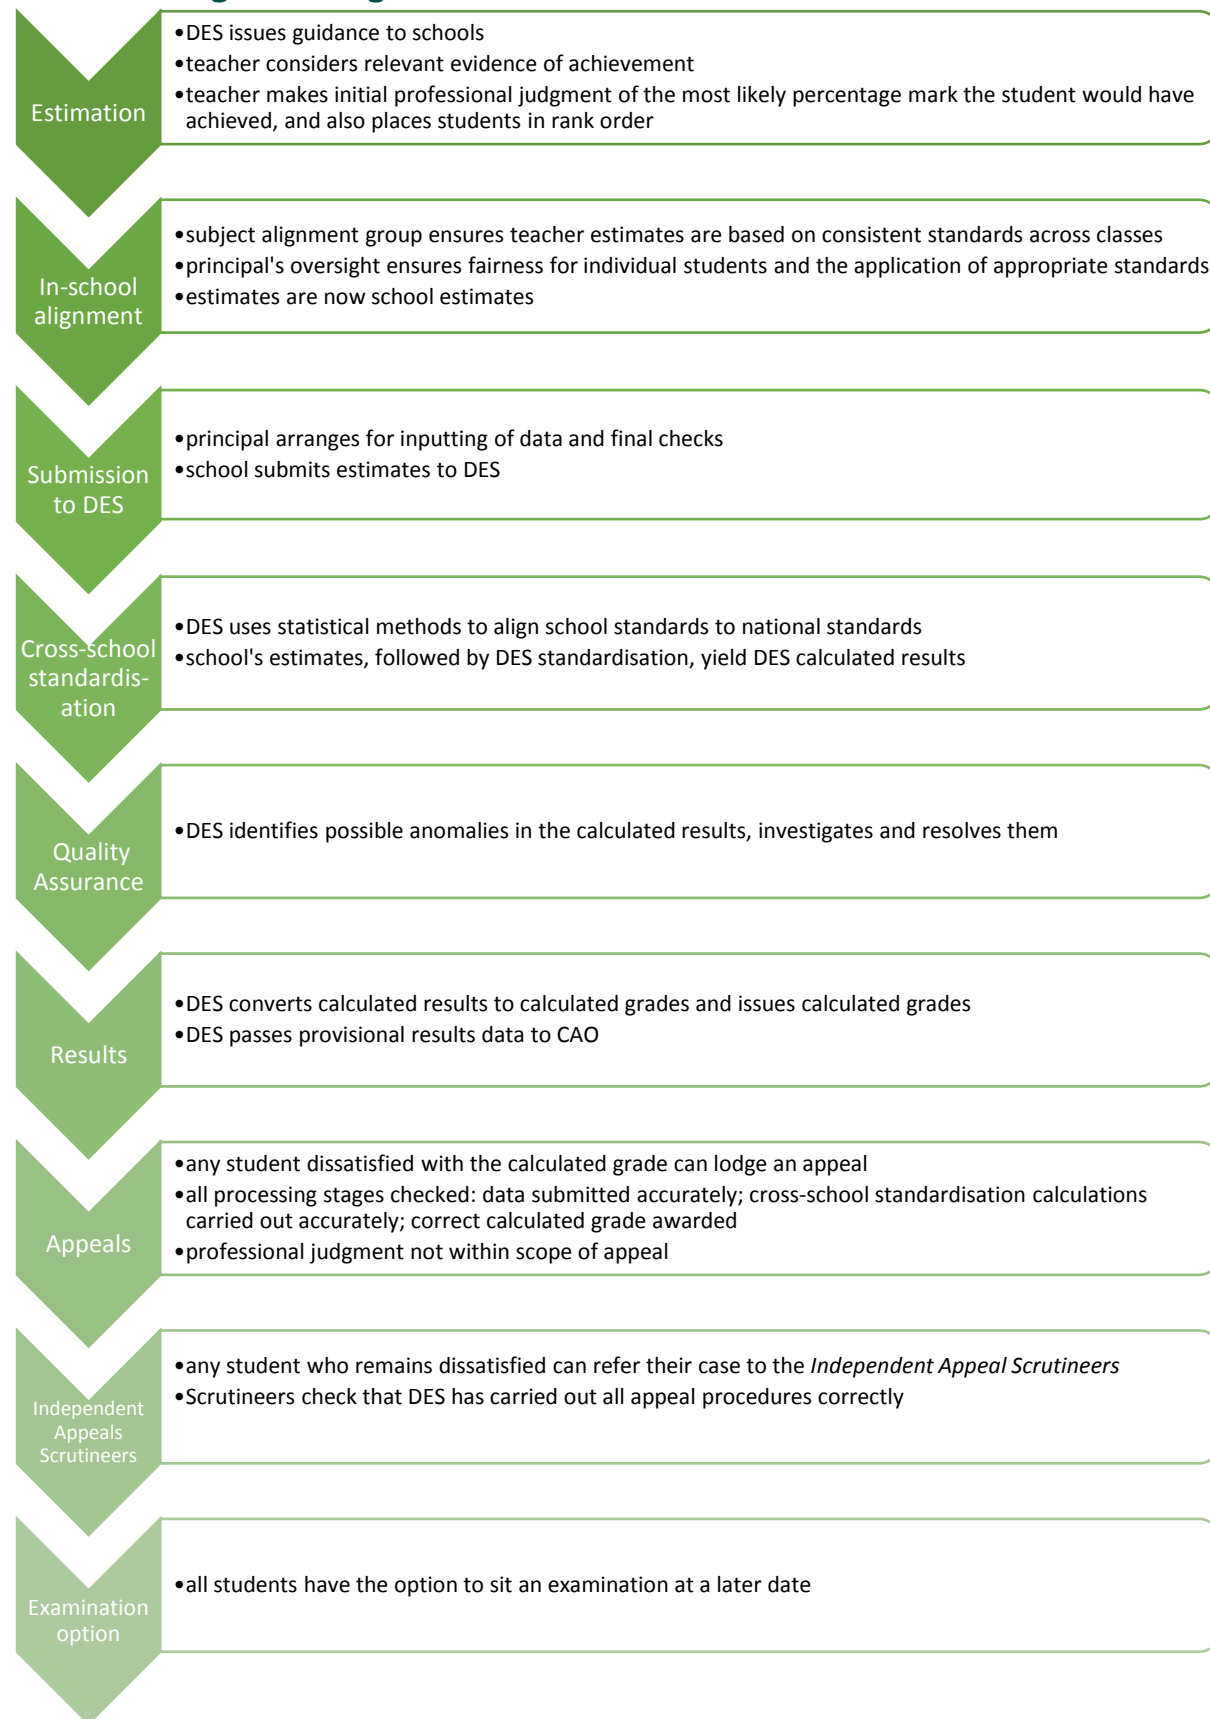 Estimation
•DES issues guidance to schools
•teacher considers relevant evidence of achievement
•teacher makes initial professional judgment of the most likely percentage mark the student would have
achieved, and also places students in rank order
In-school
alignment
•subject alignment group ensures teacher estimates are based on consistent standards across classes
•principal's oversight ensures fairness for individual students and the application of appropriate standards
•estimates are now school estimates
Submission
to DES
•principal arranges for inputting of data and final checks
•school submits estimates to DES
Cross-school
standardis-
ation
•DES uses statistical methods to align school standards to national standards
•school's estimates, followed by DES standardisation, yield DES calculated results
Quality
Assurance
•DES identifies possible anomalies in the calculated results, investigates and resolves them
Results
•DES converts calculated results to calculated grades and issues calculated grades
•DES passes provisional results data to CAO
Appeals
•any student dissatisfied with the calculated grade can lodge an appeal
•all processing stages checked: data submitted accurately; cross-school standardisation calculations
carried out accurately; correct calculated grade awarded
•professional judgment not within scope of appeal
Independent
Appeals
Scrutineers
•any student who remains dissatisfied can refer their case to the Independent Appeal Scrutineers
•Scrutineers check that DES has carried out all appeal procedures correctly
Examination
option
•all students have the option to sit an examination at a later date